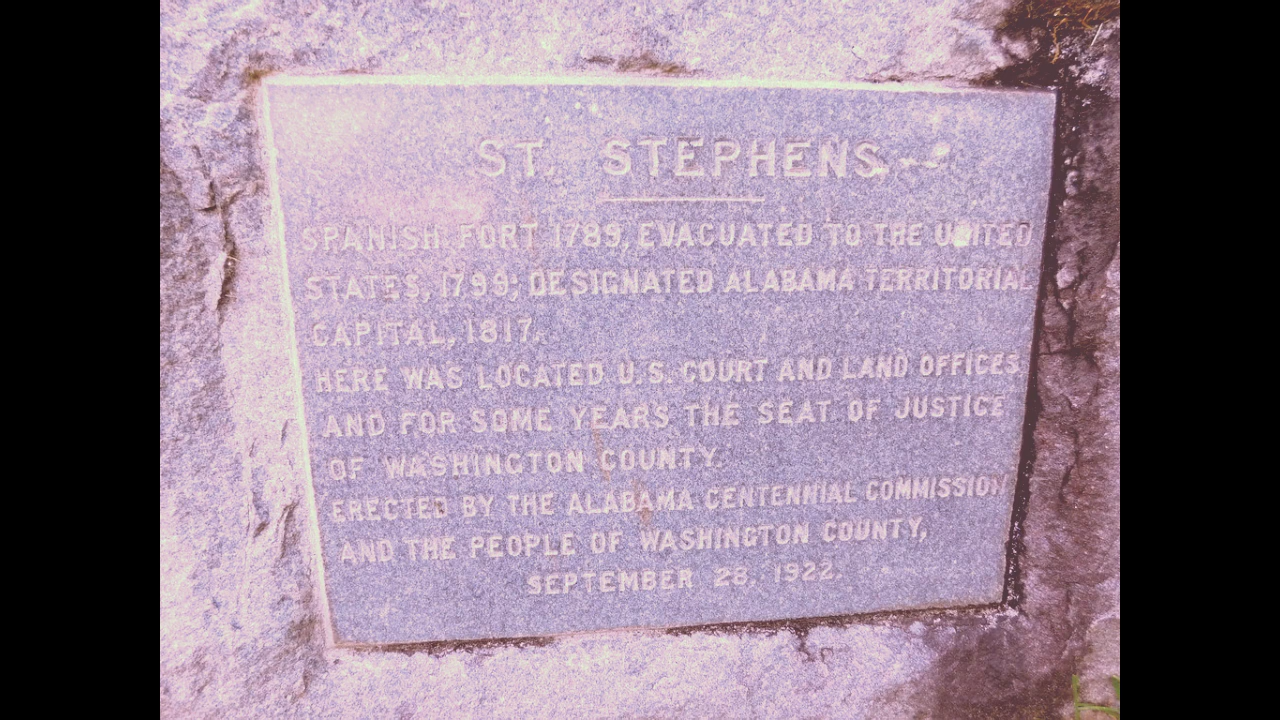 ST. STEPHENS
SPANISH FORT 1789, EVACUATED TO THE UNITED
STATES, 1799; DESIGNATED ALABAMA TERRITORIAL
CAPITAL, 1817.
HERE WAS LOCATED U.S. COURT AND LAND OFFICES
AND FOR SOME YEARS THE SEAT OF JUSTICE
OF WASHINGTON COUNTY.
ERECTED BY THE ALABAMA CENTENNIAL COMMISSION
AND THE PEOPLE OF WASHINGTON COUNTY,
SEPTEMBER 28, 1922.